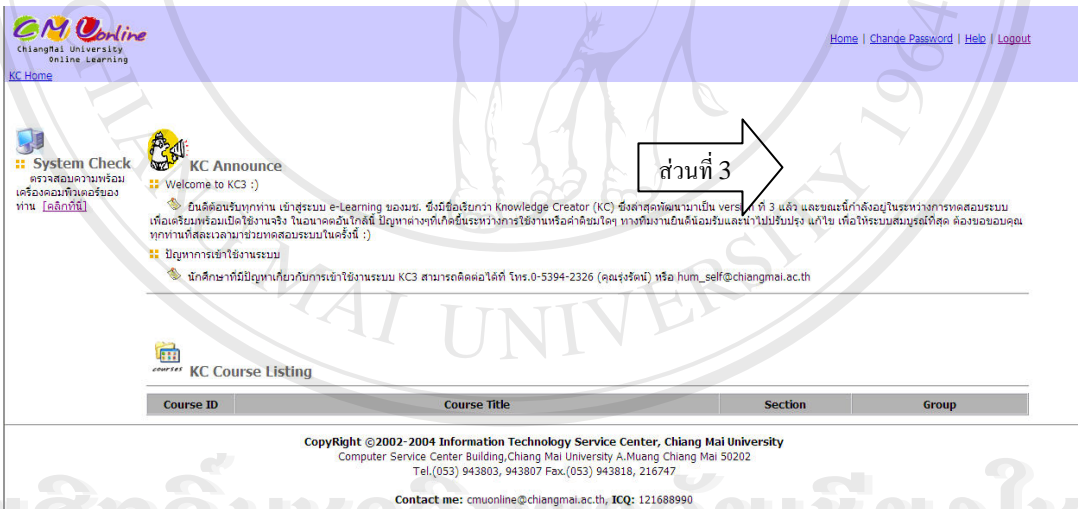 CMU online
ChiangMai University
Online Learning
KC Home
Home | Change Password | Help | Logout
System Check
ตรวจสอบความพร้อม
เครื่องคอมพิวเตอร์ของ
ท่าน [คลิกที่นี่]
KC Announce
Welcome to KC3 :)
ส่วนที่ 3
ยินดีต้อนรับทุกท่าน เข้าสู่ระบบ e-Learning ของมช. ซึ่งมีชื่อเรียกว่า Knowledge Creator (KC) ซึ่งล่าสุดพัฒนามาเป็น version ที่ 3 แล้ว และขณะนี้กำลังอยู่ในระหว่างการทดสอบระบบ
เพื่อเตรียมพร้อมเปิดใช้งานจริง ในอนาคตอันใกล้นี้ ปัญหาต่างๆที่เกิดขึ้นระหว่างการใช้งานหรือคำติชมใดๆ ทางทีมงานยินดีน้อมรับและนำไปปรับปรุง แก้ไข เพื่อให้ระบบสมบูรณ์ที่สุด ต้องขอขอบคุณ
ทุกท่านที่สละเวลามาช่วยทดสอบระบบในครั้งนี้ :)
ปัญหาการเข้าใช้งานระบบ
นักศึกษาที่มีปัญหาเกี่ยวกับการเข้าใช้งานระบบ KC3 สามารถติดต่อได้ที่ โทร.0-5394-2326 (คุณรุ่งรัตน์) หรือ hum_self@chiangmai.ac.th
courses KC Course Listing
Course ID Course Title Section Group
CopyRight ©2002-2004 Information Technology Service Center, Chiang Mai University
Computer Service Center Building,Chiang Mai University A.Muang Chiang Mai 50202
Tel.(053) 943803, 943807 Fax.(053) 943818, 216747
Contact me: cmuonline@chiangmai.ac.th, ICQ: 121688990
CHIANG MAI UNIVERSITY 1964